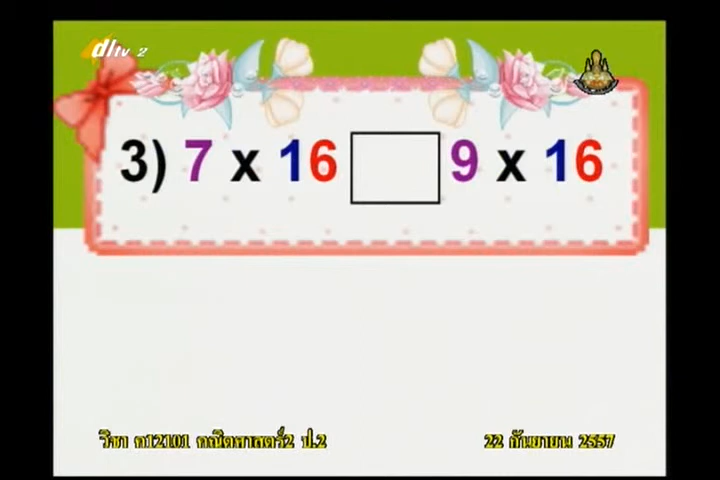 dltv 2
3) 7 x 16 9 x 16
วิชา ค12101 คณิตศาสตร์2 ป.2
22 กันยายน 2557